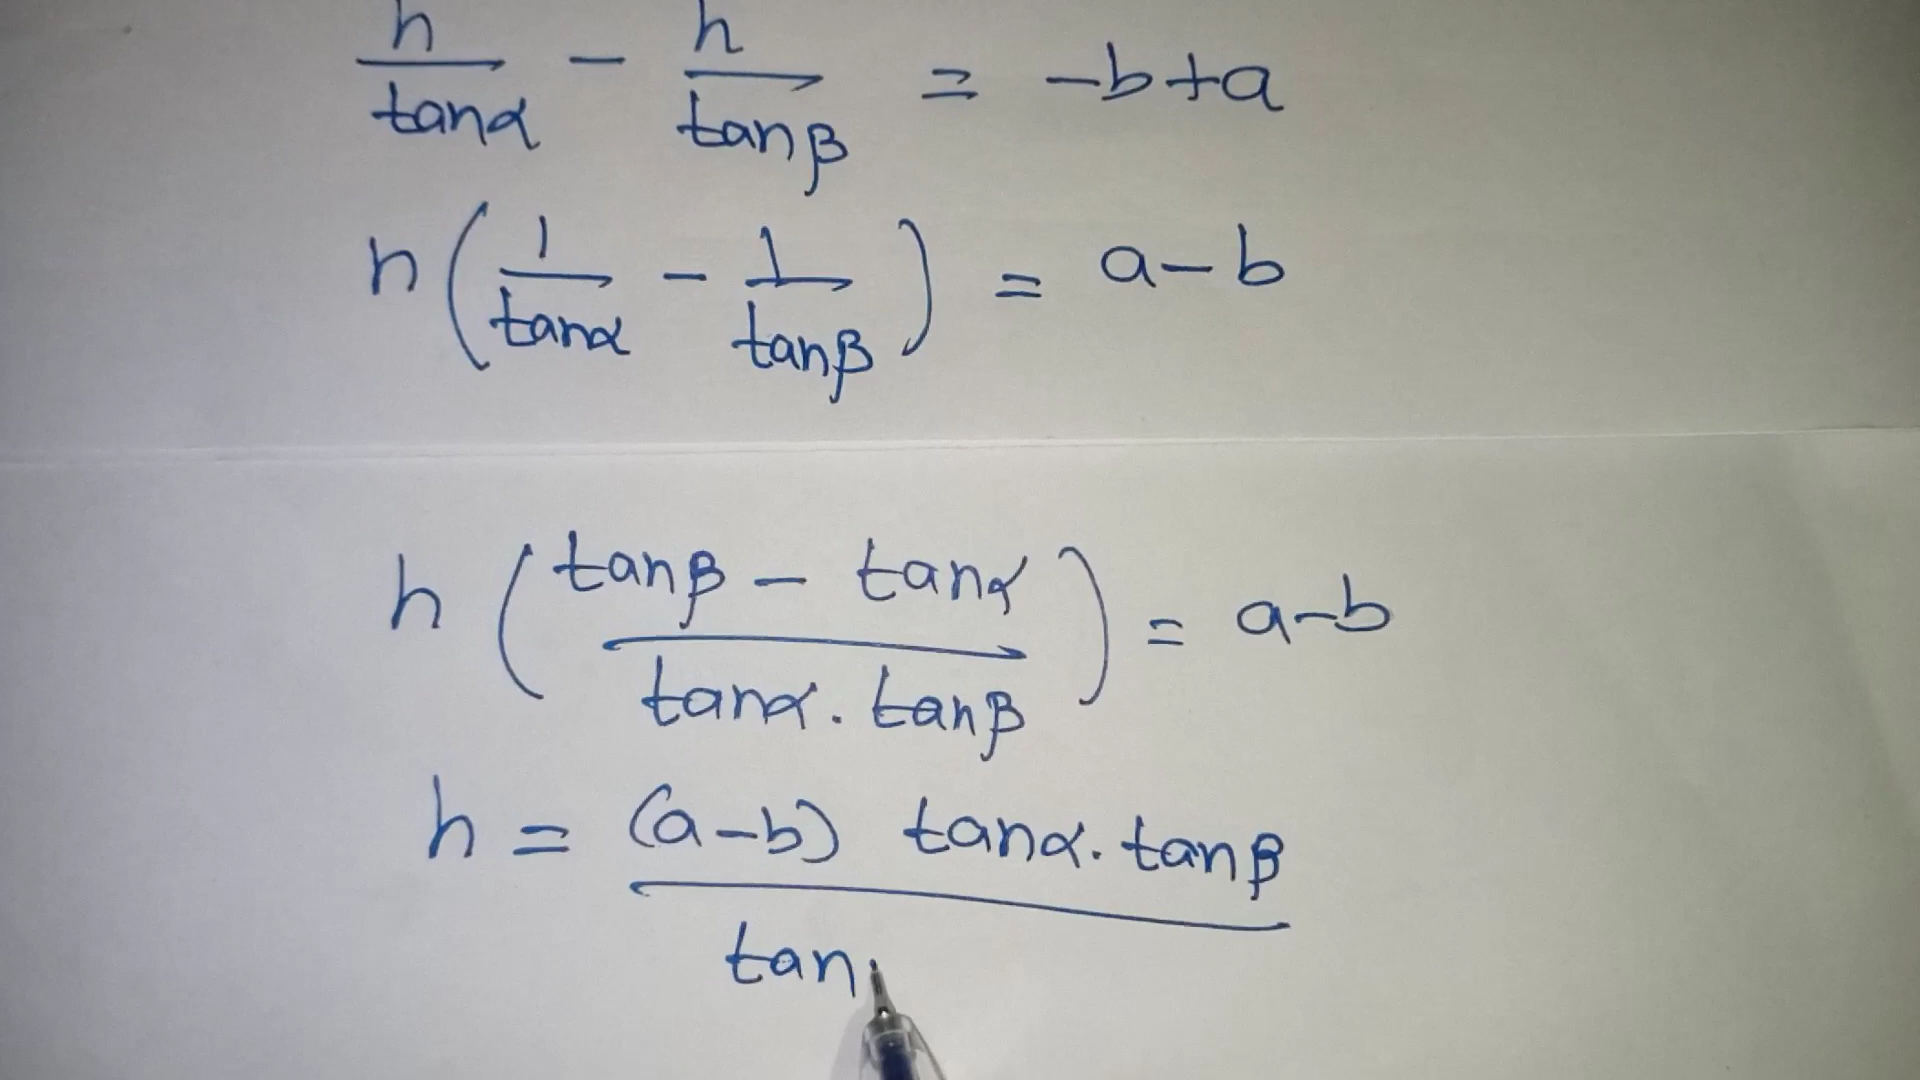 h/tanα - h/tanβ = -b+a
h(1/tanα - 1/tanβ) = a-b
h((tanβ - tanα)/(tanα . tanβ)) = a-b
h = (a-b) tanα . tanβ
tan